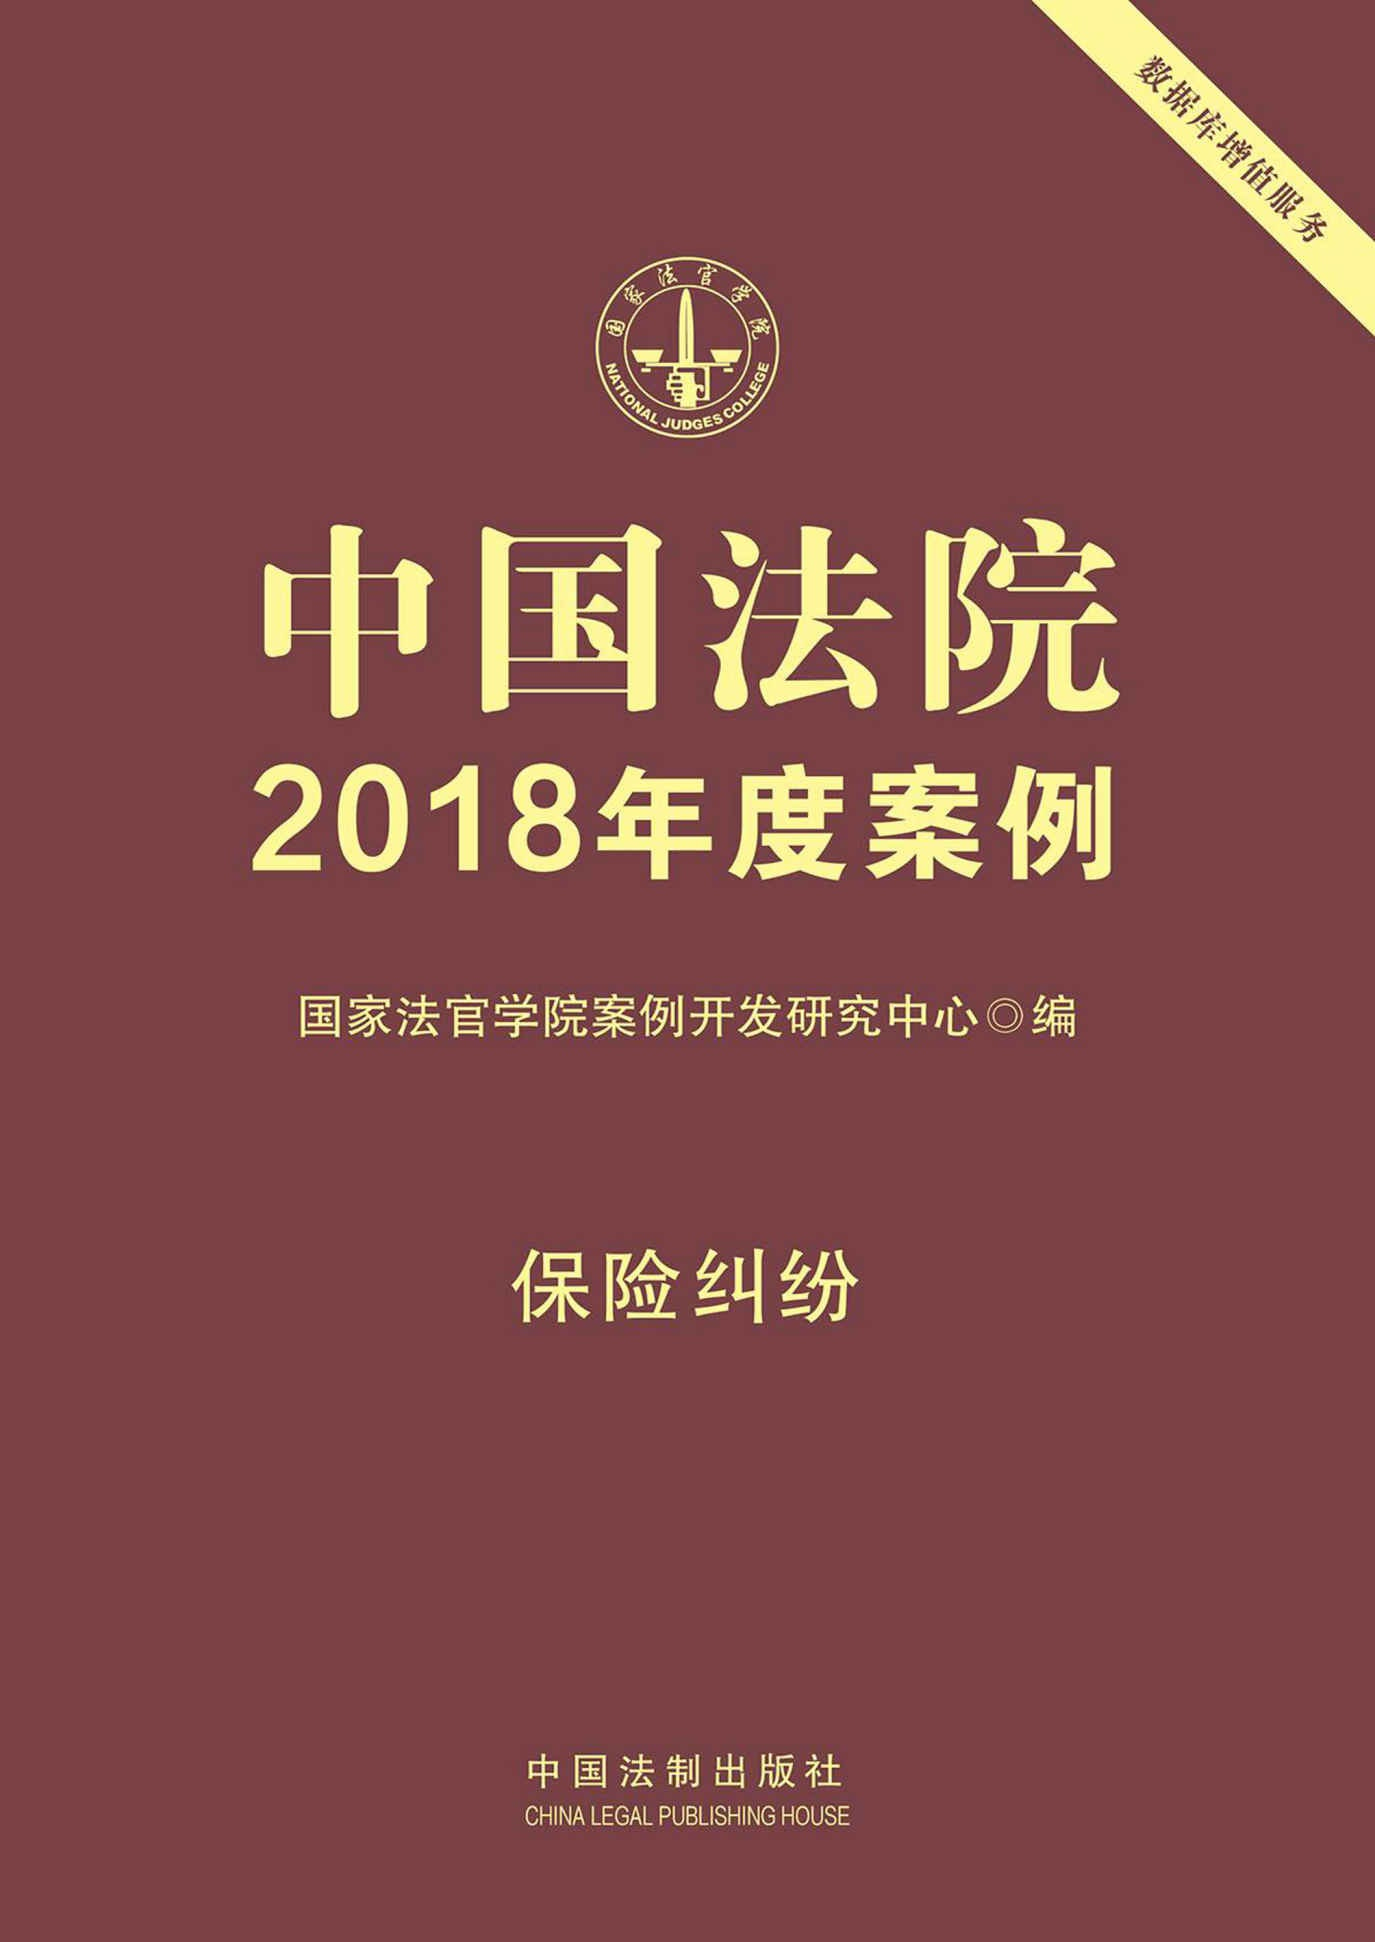 数据库增值服务
国家法官学院
NATIONAL JUDGES COLLEGE
中国法院
2018年度案例
国家法官学院案例开发研究中心◎编
保险纠纷
中国法制出版社
CHINA LEGAL PUBLISHING HOUSE